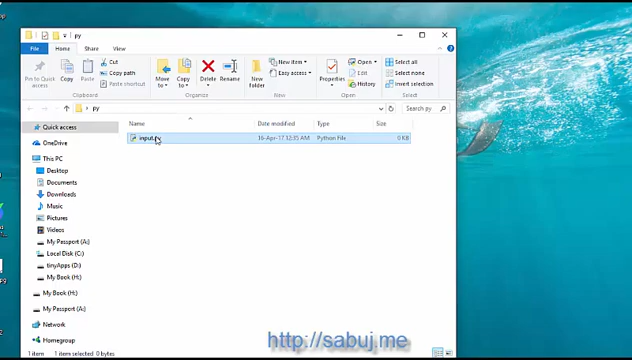 py
File Home Share View
Pin to Quick access
Copy
Paste
Cut
Copy path
Paste shortcut
Move to
Copy to
Delete
Rename
New folder
New item
Easy access
Properties
Open
Edit
History
Select all
Select none
Invert selection
Clipboard
Organize
New
Open
Select
py
Search py
Name Date modified Type Size
input.py 16-Apr-17 12:35 AM Python File 0 KB
Quick access
OneDrive
This PC
Desktop
Documents
Downloads
Music
Pictures
Videos
My Passport (A:)
Local Disk (C:)
tinyApps (D:)
My Book (H:)
My Book (H:)
My Passport (A:)
Network
Homegroup
1 item 1 item selected 0 bytes
http://sabuj.me